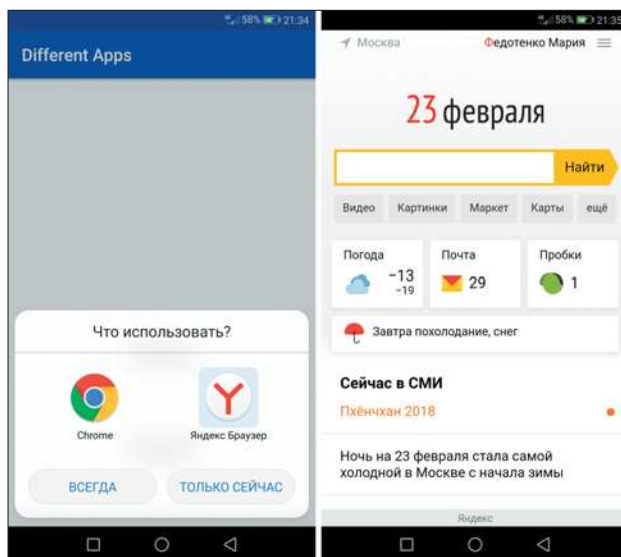 58% 21:34
Different Apps
Что использовать?
Chrome
Яндекс Браузер
ВСЕГДА
ТОЛЬКО СЕЙЧАС
58% 21:35
Москва
Федотенко Мария
23 февраля
Найти
Видео
Картинки
Маркет
Карты
ещё
Погода
−13
−19
Почта
29
Пробки
1
Завтра похолодание, снег
Сейчас в СМИ
Пхёнчхан 2018
Ночь на 23 февраля стала самой
холодной в Москве с начала зимы
Яндекс